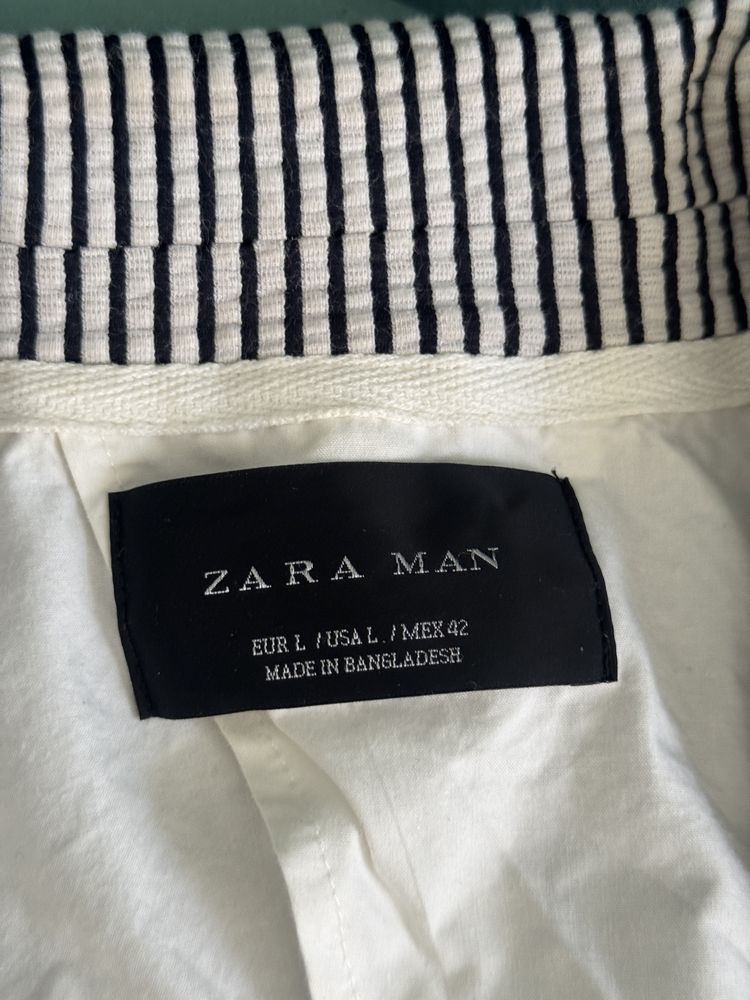 ZARA MAN
EUR L / USA L / MEX 42
MADE IN BANGLADESH